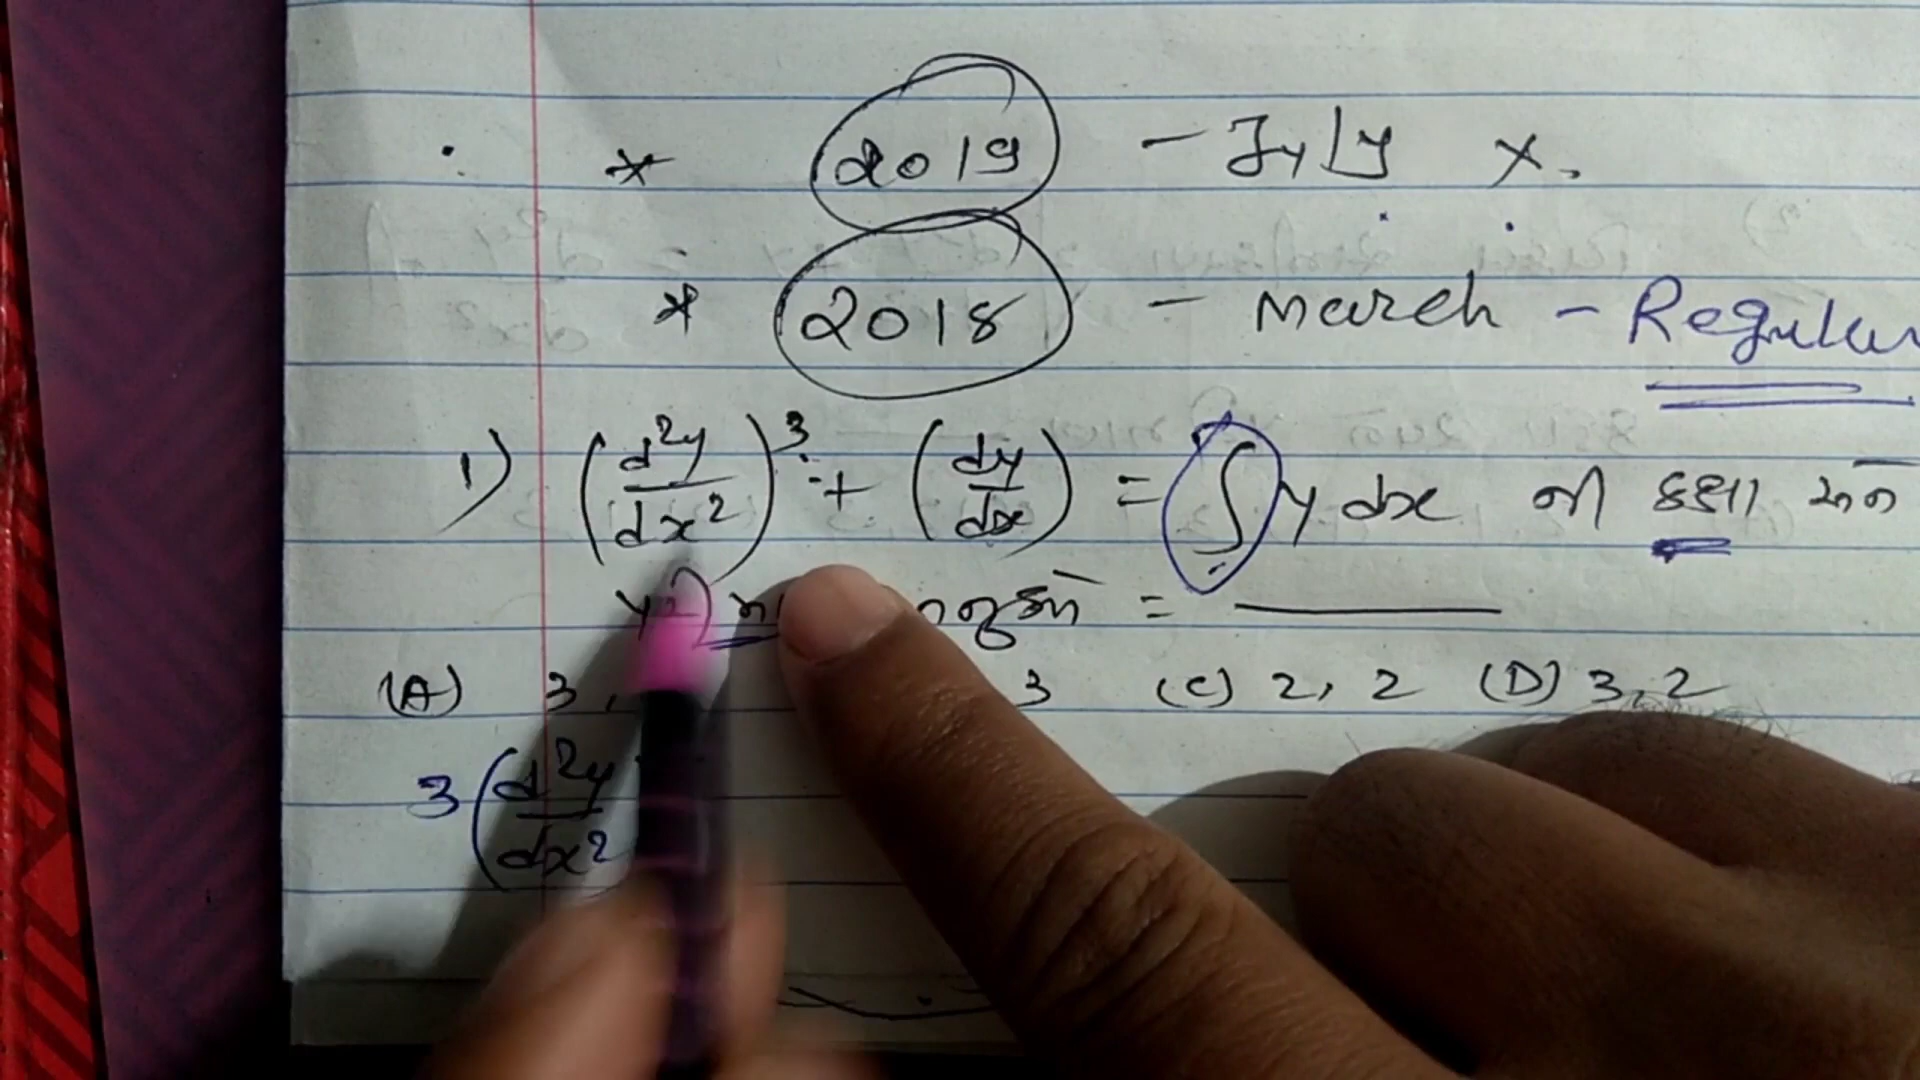 * 2019 - July X.
* 2018 - March - Regular
1) (d²y/dx²)³ + (dy/dx) = ∫ y dx ની કક્ષા અને
=
(A) 3, 3 (C) 2, 2 (D) 3, 2
3 (d²y/dx²